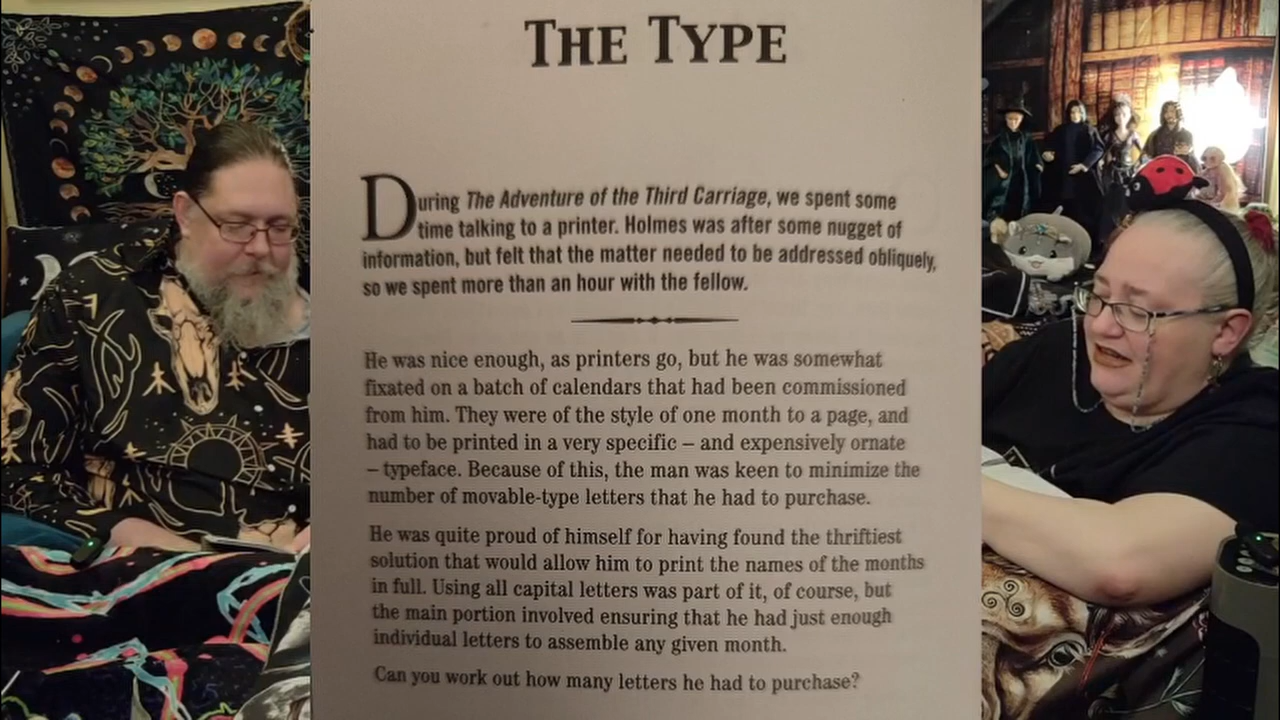 THE TYPE
During The Adventure of the Third Carriage, we spent some
time talking to a printer. Holmes was after some nugget of
information, but felt that the matter needed to be addressed obliquely,
so we spent more than an hour with the fellow.
He was nice enough, as printers go, but he was somewhat
fixated on a batch of calendars that had been commissioned
from him. They were of the style of one month to a page, and
had to be printed in a very specific – and expensively ornate
– typeface. Because of this, the man was keen to minimize the
number of movable-type letters that he had to purchase.
He was quite proud of himself for having found the thriftiest
solution that would allow him to print the names of the months
in full. Using all capital letters was part of it, of course, but
the main portion involved ensuring that he had just enough
individual letters to assemble any given month.
Can you work out how many letters he had to purchase?